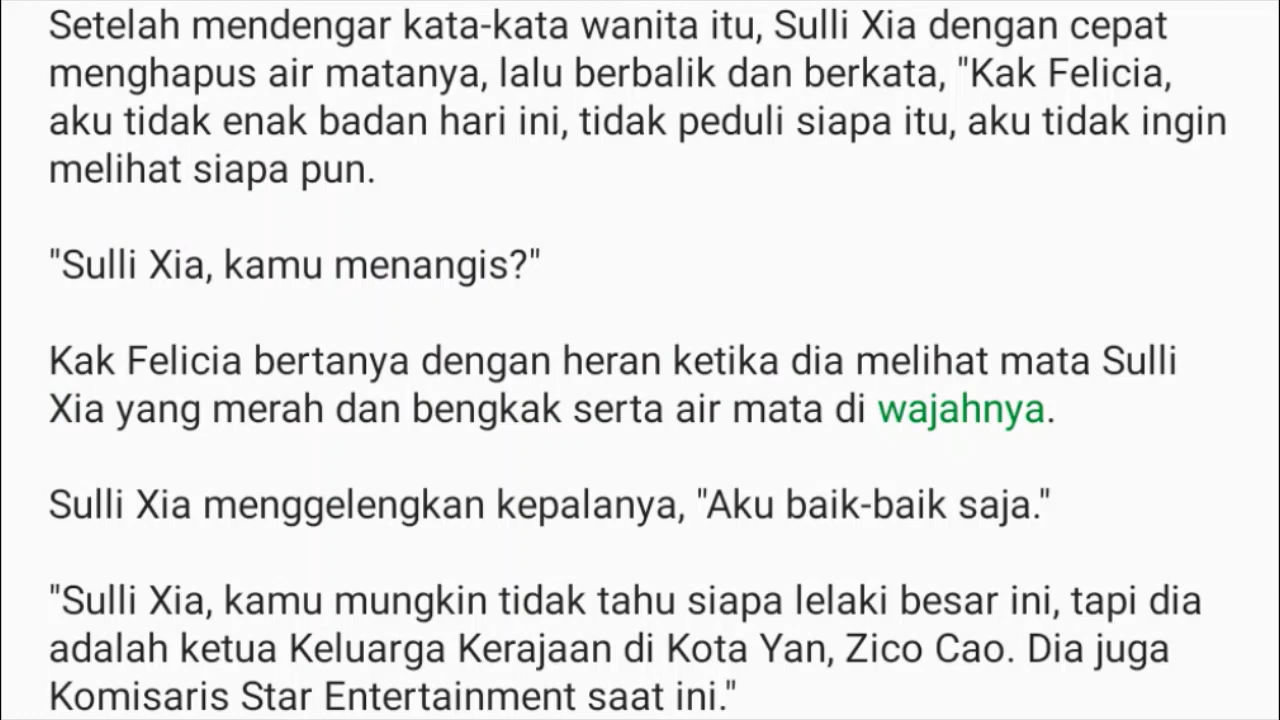 Setelah mendengar kata-kata wanita itu, Sulli Xia dengan cepat
menghapus air matanya, lalu berbalik dan berkata, "Kak Felicia,
aku tidak enak badan hari ini, tidak peduli siapa itu, aku tidak ingin
melihat siapa pun.
"Sulli Xia, kamu menangis?"
Kak Felicia bertanya dengan heran ketika dia melihat mata Sulli
Xia yang merah dan bengkak serta air mata di wajahnya.
Sulli Xia menggelengkan kepalanya, "Aku baik-baik saja."
"Sulli Xia, kamu mungkin tidak tahu siapa lelaki besar ini, tapi dia
adalah ketua Keluarga Kerajaan di Kota Yan, Zico Cao. Dia juga
Komisaris Star Entertainment saat ini."